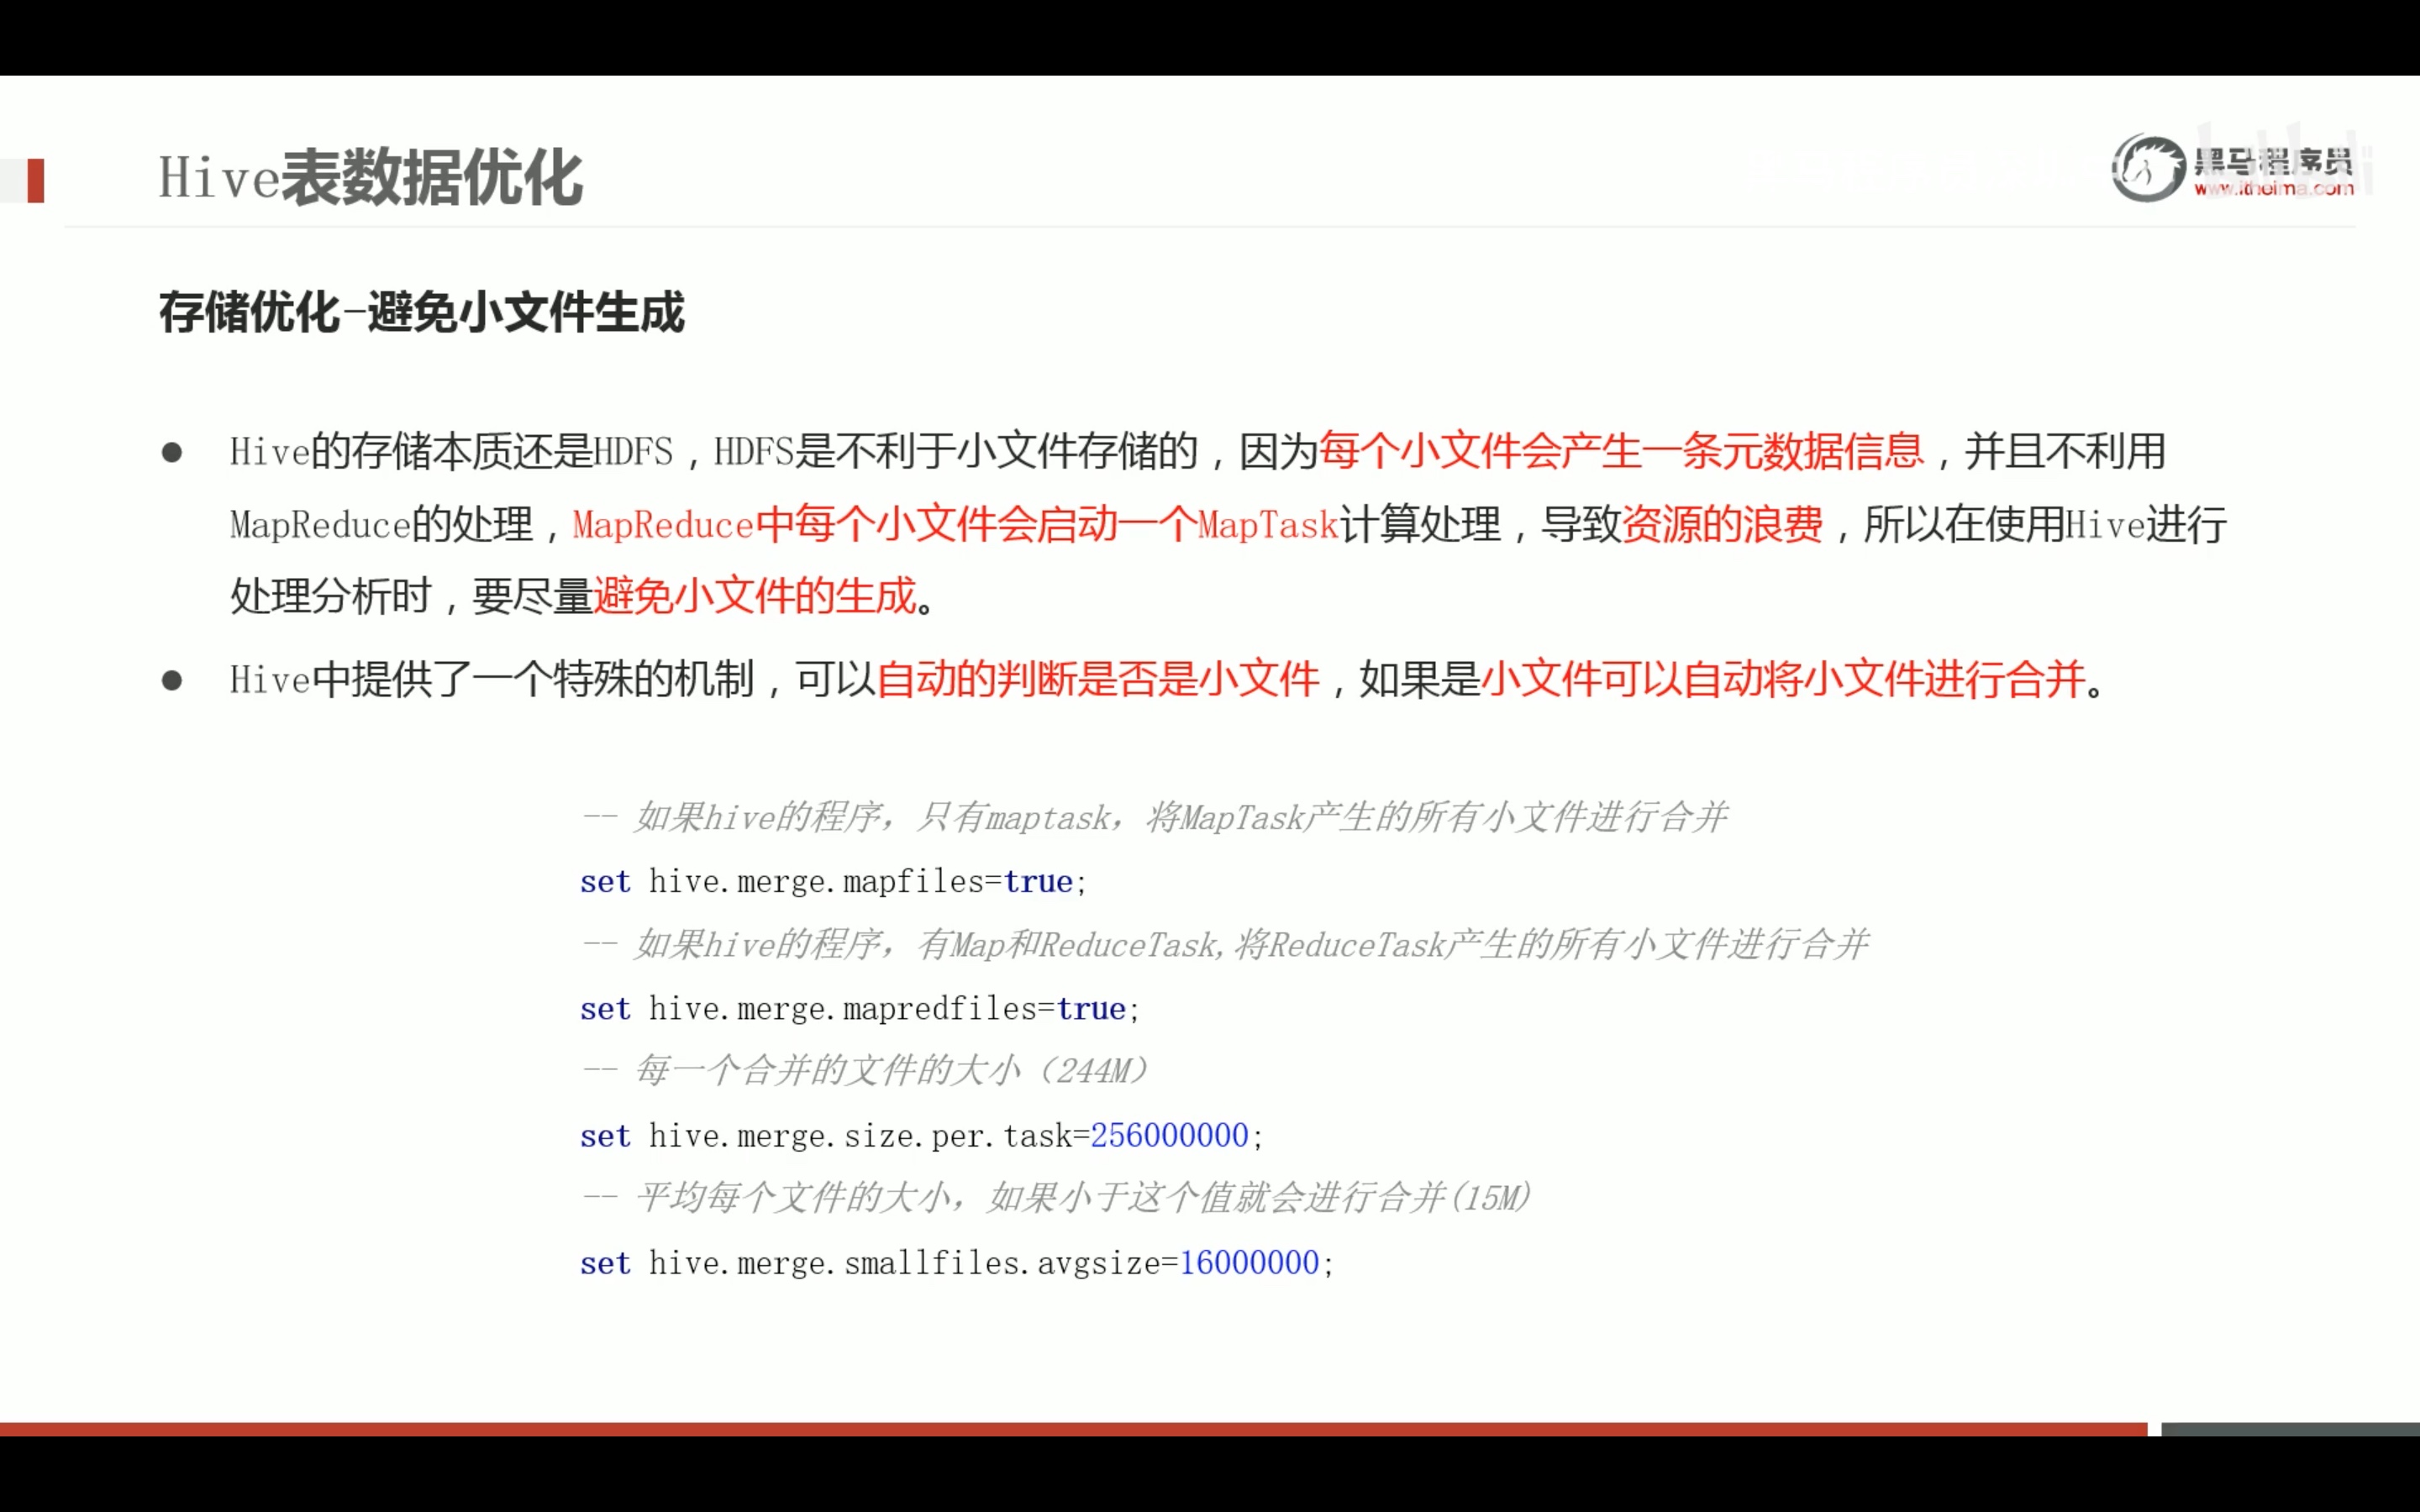 Hive表数据优化
黑马程序员
www.itheima.com
存储优化-避免小文件生成
● Hive的存储本质还是HDFS，HDFS是不利于小文件存储的，因为每个小文件会产生一条元数据信息，并且不利用
MapReduce的处理，MapReduce中每个小文件会启动一个MapTask计算处理，导致资源的浪费，所以在使用Hive进行
处理分析时，要尽量避免小文件的生成。
● Hive中提供了一个特殊的机制，可以自动的判断是否是小文件，如果是小文件可以自动将小文件进行合并。
-- 如果hive的程序，只有maptask，将MapTask产生的所有小文件进行合并
set hive.merge.mapfiles=true;
-- 如果hive的程序，有Map和ReduceTask,将ReduceTask产生的所有小文件进行合并
set hive.merge.mapredfiles=true;
-- 每一个合并的文件的大小（244M）
set hive.merge.size.per.task=256000000;
-- 平均每个文件的大小，如果小于这个值就会进行合并(15M)
set hive.merge.smallfiles.avgsize=16000000;